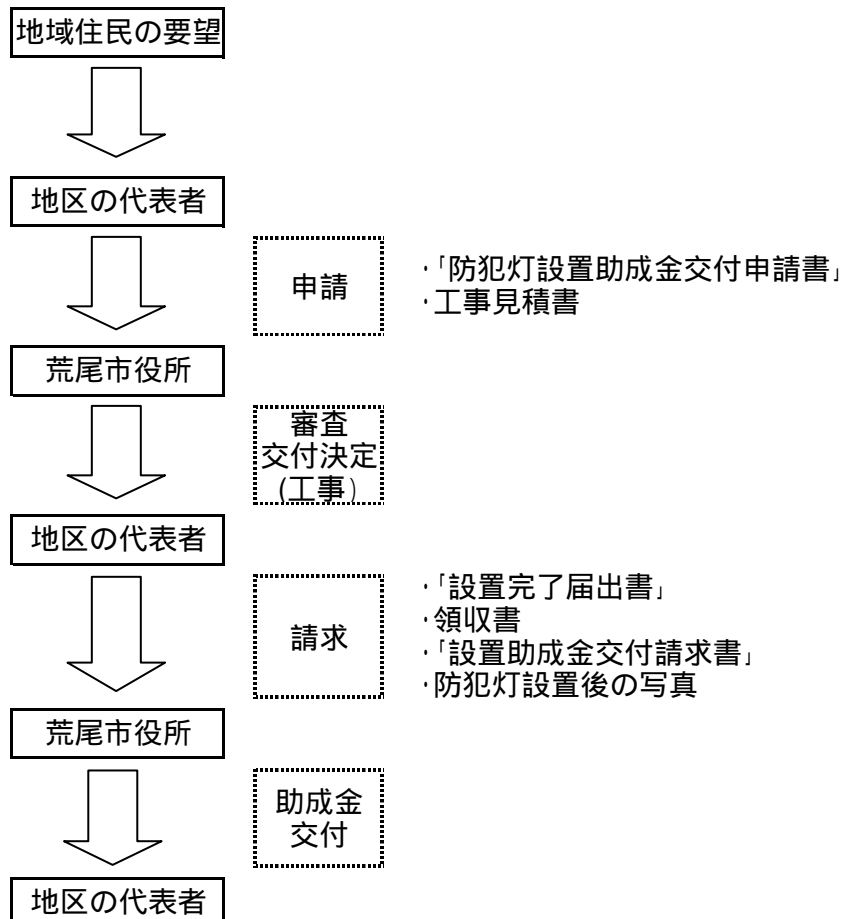 地域住民の要望
地区の代表者
申請
・「防犯灯設置助成金交付申請書」
・工事見積書
荒尾市役所
審査
交付決定
(工事)
地区の代表者
請求
・「設置完了届出書」
・領収書
・「設置助成金交付請求書」
・防犯灯設置後の写真
荒尾市役所
助成金
交付
地区の代表者